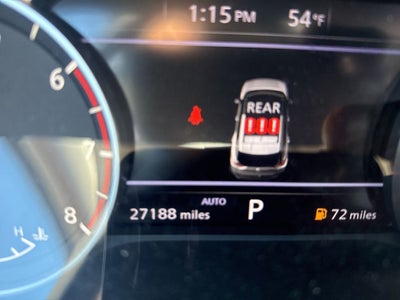 1:15 PM 54°F
6
REAR
7
AUTO
27188 miles P 72 miles
8
H